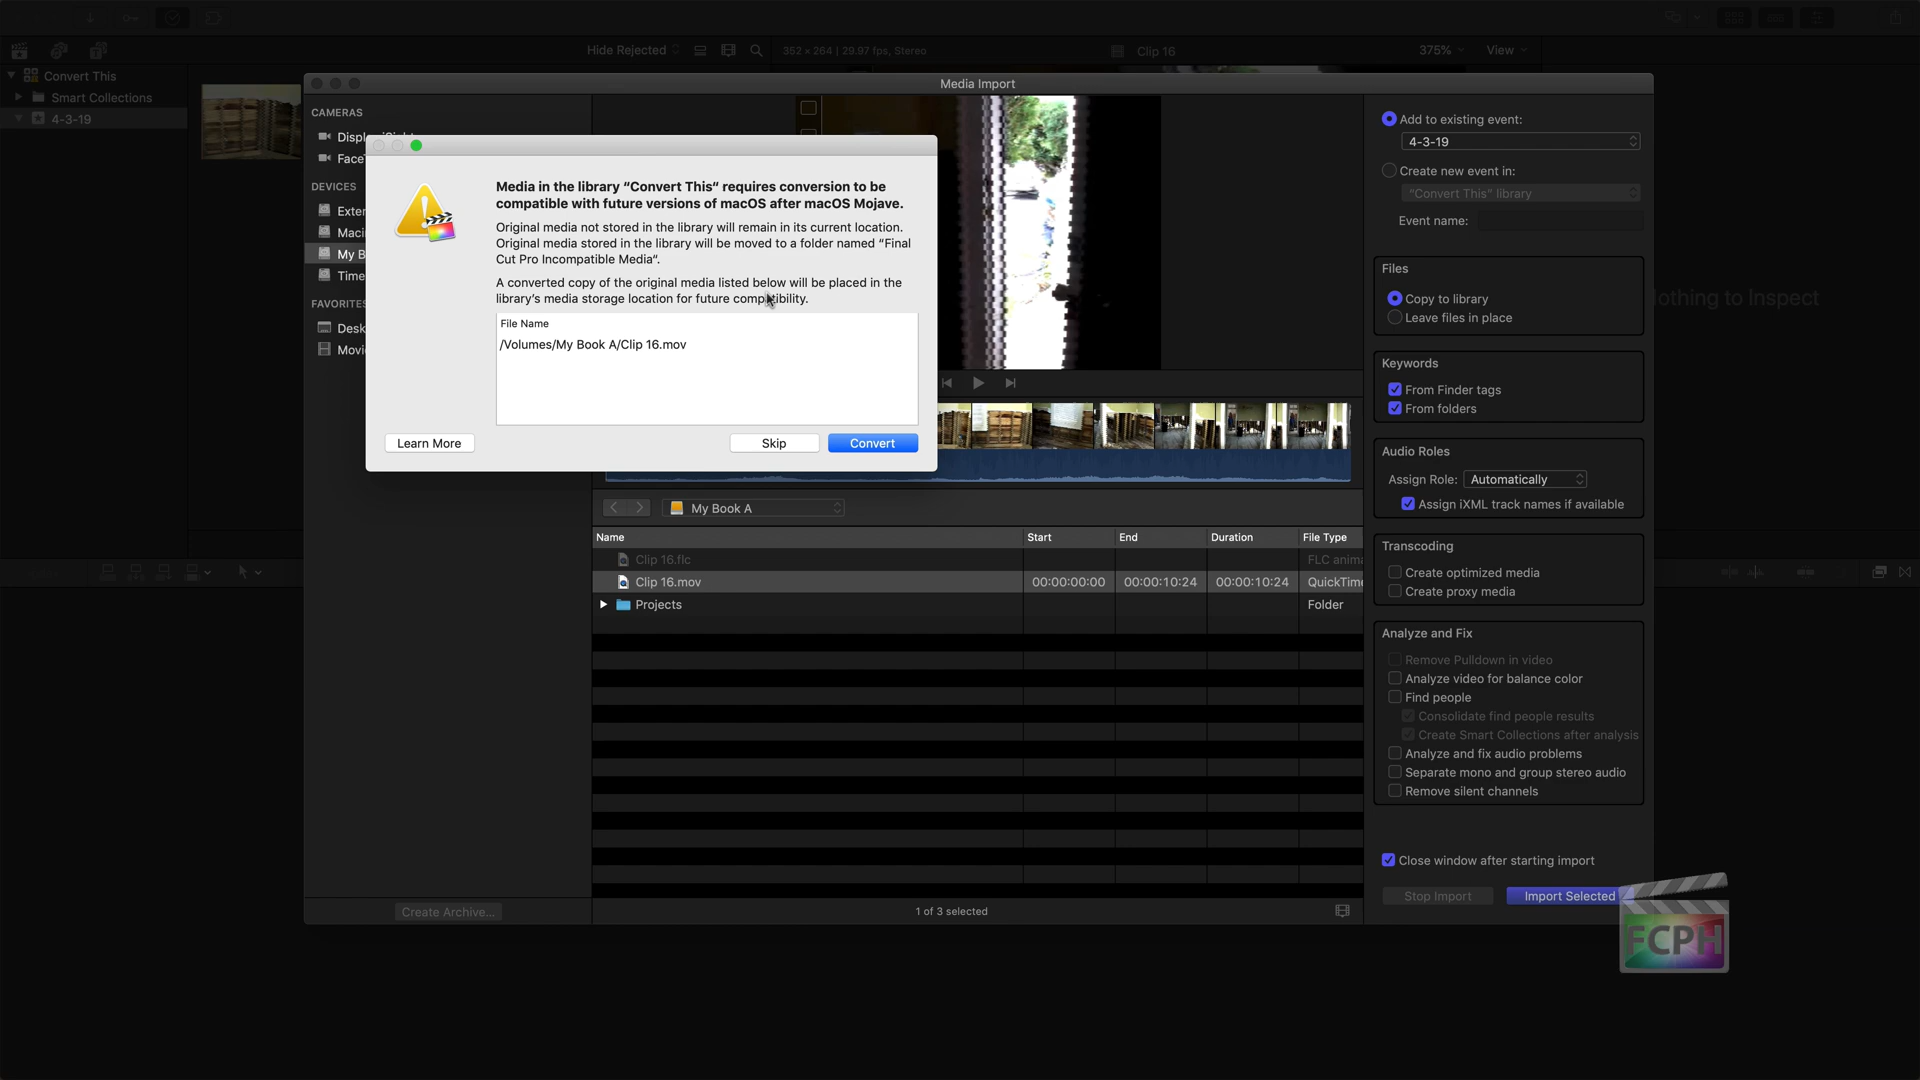 Hide Rejected
352 × 264 | 29.97 fps, Stereo
Clip 16
375%
View
Convert This
Smart Collections
4-3-19
Media Import
CAMERAS
DEVICES
Exter
My B
Time
FAVORITES
Desk
Movi
Media in the library “Convert This” requires conversion to be
compatible with future versions of macOS after macOS Mojave.
Original media not stored in the library will remain in its current location.
Original media stored in the library will be moved to a folder named “Final
Cut Pro Incompatible Media”.
A converted copy of the original media listed below will be placed in the
library’s media storage location for future compatibility.
File Name
/Volumes/My Book A/Clip 16.mov
Learn More
Skip
Convert
My Book A
Name Start End Duration File Type
Clip 16.flc FLC anima
Clip 16.mov 00:00:00:00 00:00:10:24 00:00:10:24 QuickTime
Projects Folder
1 of 3 selected
Create Archive...
Add to existing event:
4-3-19
Create new event in:
“Convert This” library
Event name:
Files
Copy to library
Leave files in place
Keywords
From Finder tags
From folders
Audio Roles
Assign Role: Automatically
Assign iXML track names if available
Transcoding
Create optimized media
Create proxy media
Analyze and Fix
Remove Pulldown in video
Analyze video for balance color
Find people
Consolidate find people results
Create Smart Collections after analysis
Analyze and fix audio problems
Separate mono and group stereo audio
Remove silent channels
Close window after starting import
Stop Import
Import Selected
othing to Inspect
FCPH